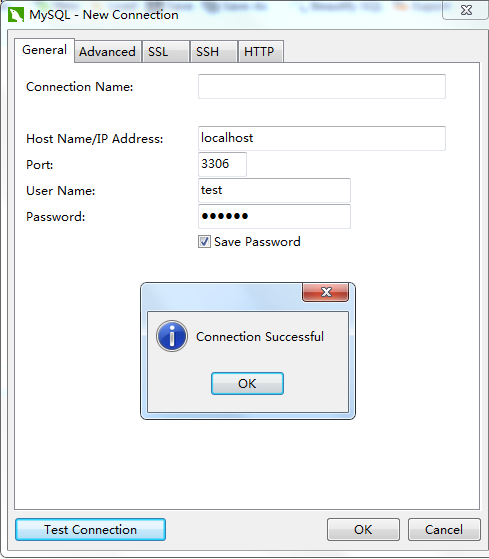 MySQL - New Connection
General Advanced SSL SSH HTTP
Connection Name:
Host Name/IP Address: localhost
Port: 3306
User Name: test
Password: ●●●●●●
Save Password
Connection Successful
OK
Test Connection OK Cancel